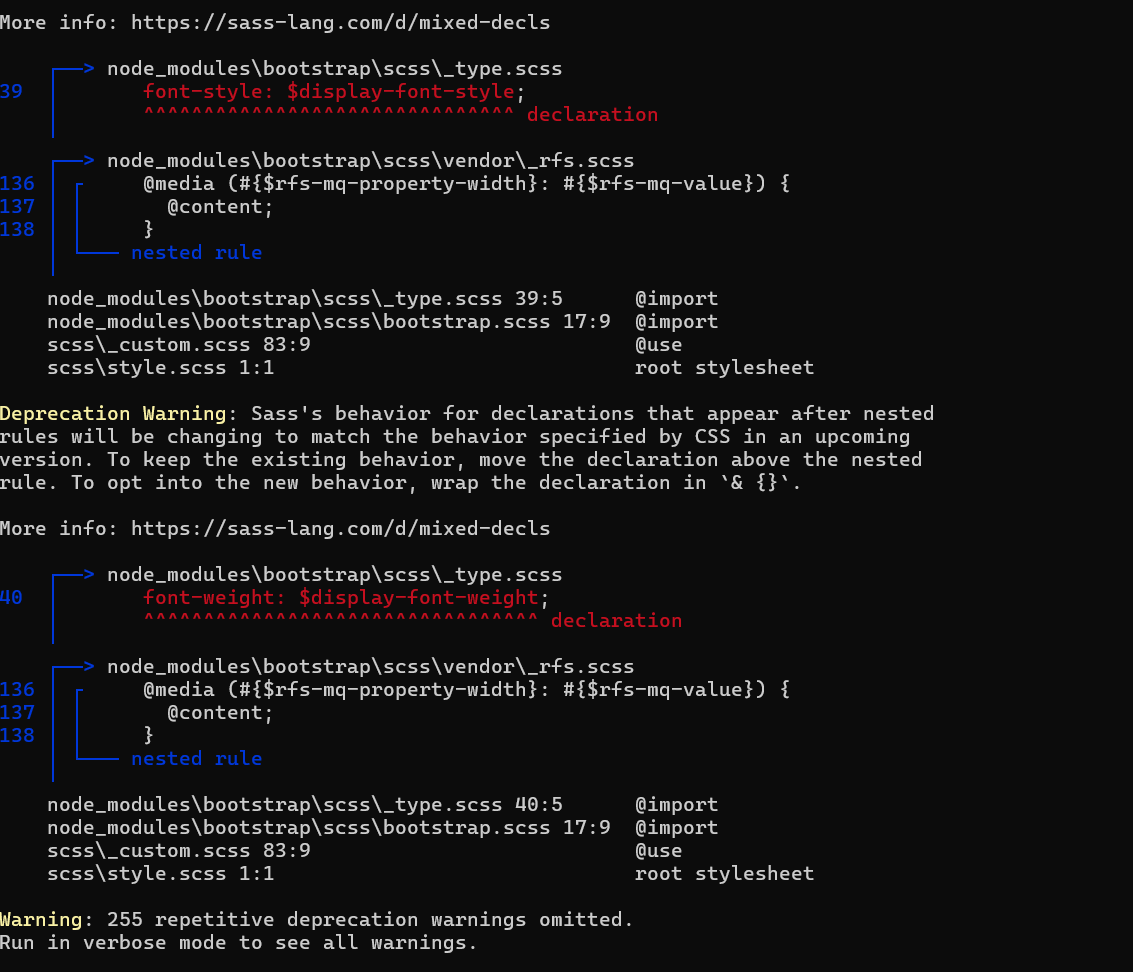 More info: https://sass-lang.com/d/mixed-decls
node_modules\bootstrap\scss\_type.scss
39 font-style: $display-font-style;
^^^^^^^^^^^^^^^^^^^^^^^^^^^^^^^ declaration
node_modules\bootstrap\scss\vendor\_rfs.scss
136 @media (#{$rfs-mq-property-width}: #{$rfs-mq-value}) {
137 @content;
138 }
nested rule
node_modules\bootstrap\scss\_type.scss 39:5 @import
node_modules\bootstrap\scss\bootstrap.scss 17:9 @import
scss\_custom.scss 83:9 @use
scss\style.scss 1:1 root stylesheet
Deprecation Warning: Sass's behavior for declarations that appear after nested
rules will be changing to match the behavior specified by CSS in an upcoming
version. To keep the existing behavior, move the declaration above the nested
rule. To opt into the new behavior, wrap the declaration in `& {}`.
More info: https://sass-lang.com/d/mixed-decls
node_modules\bootstrap\scss\_type.scss
40 font-weight: $display-font-weight;
^^^^^^^^^^^^^^^^^^^^^^^^^^^^^^^^^ declaration
node_modules\bootstrap\scss\vendor\_rfs.scss
136 @media (#{$rfs-mq-property-width}: #{$rfs-mq-value}) {
137 @content;
138 }
nested rule
node_modules\bootstrap\scss\_type.scss 40:5 @import
node_modules\bootstrap\scss\bootstrap.scss 17:9 @import
scss\_custom.scss 83:9 @use
scss\style.scss 1:1 root stylesheet
Warning: 255 repetitive deprecation warnings omitted.
Run in verbose mode to see all warnings.